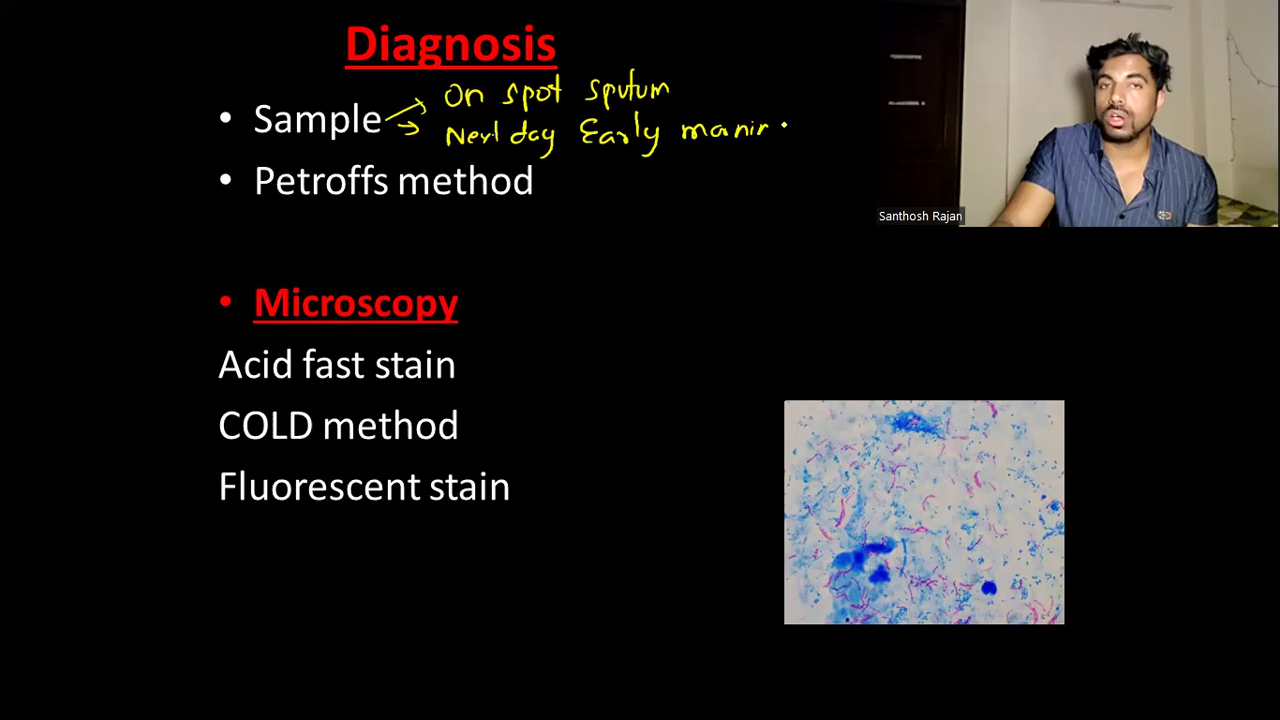 Diagnosis
• Sample → On spot sputum
→ Next day Early manin
• Petroffs method
Santhosh Rajan
• Microscopy
Acid fast stain
COLD method
Fluorescent stain